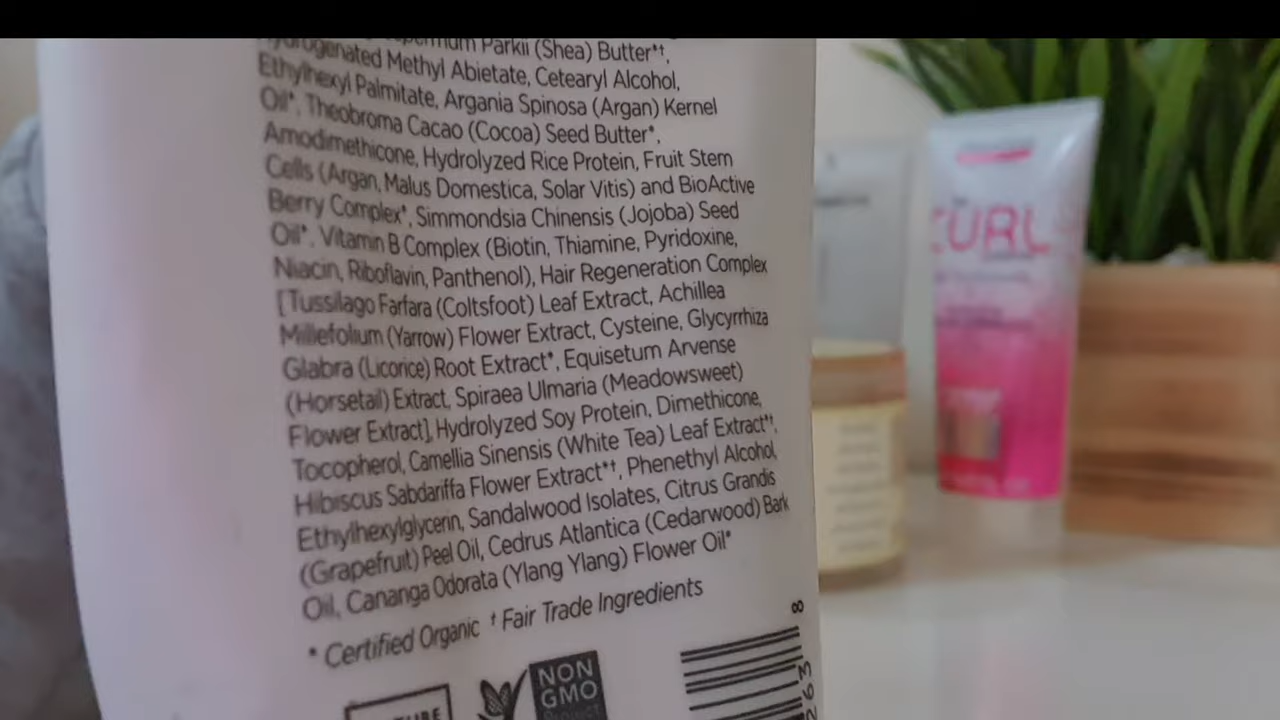 Parkii (Shea) Butter*†,
Hydrogenated Methyl Abietate, Cetearyl Alcohol,
Ethylhexyl Palmitate, Argania Spinosa (Argan) Kernel
Oil*, Theobroma Cacao (Cocoa) Seed Butter*,
Amodimethicone, Hydrolyzed Rice Protein, Fruit Stem
Cells (Argan, Malus Domestica, Solar Vitis) and BioActive
Berry Complex*, Simmondsia Chinensis (Jojoba) Seed
Oil*, Vitamin B Complex (Biotin, Thiamine, Pyridoxine,
Niacin, Riboflavin, Panthenol), Hair Regeneration Complex
[Tussilago Farfara (Coltsfoot) Leaf Extract, Achillea
Millefolium (Yarrow) Flower Extract, Cysteine, Glycyrrhiza
Glabra (Licorice) Root Extract*, Equisetum Arvense
(Horsetail) Extract, Spiraea Ulmaria (Meadowsweet)
Flower Extract], Hydrolyzed Soy Protein, Dimethicone,
Tocopherol, Camellia Sinensis (White Tea) Leaf Extract*†,
Hibiscus Sabdariffa Flower Extract*†, Phenethyl Alcohol,
Ethylhexylglycerin, Sandalwood Isolates, Citrus Grandis
(Grapefruit) Peel Oil, Cedrus Atlantica (Cedarwood) Bark
Oil, Cananga Odorata (Ylang Ylang) Flower Oil*
* Certified Organic † Fair Trade Ingredients
NON
GMO
Project
8
263
CURL